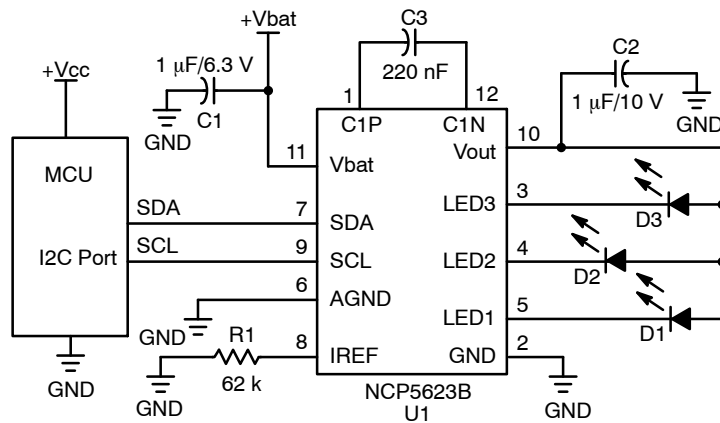 +Vbat
C3
C2
+Vcc
1 μF/6.3 V
220 nF
1 μF/10 V
1
12
GND
C1
C1P
C1N
10
GND
MCU
11
Vbat
Vout
SDA
7
SDA
LED3
3
D3
I2C Port
SCL
9
SCL
LED2
4
D2
6
AGND
LED1
5
D1
GND
R1
8
IREF
GND
2
GND
GND
62 k
NCP5623B
U1
GND